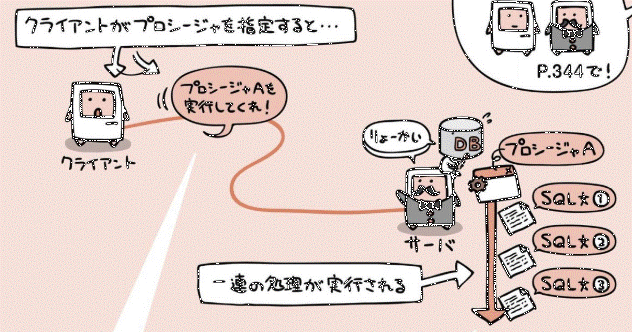 クライアントがプロシージャを指定すると…
P.344で!
プロシージャAを
実行してくれ!
クライアント
りょーかい
DB
プロシージャA
SQL文①
SQL文②
SQL文③
サーバ
一連の処理が実行される